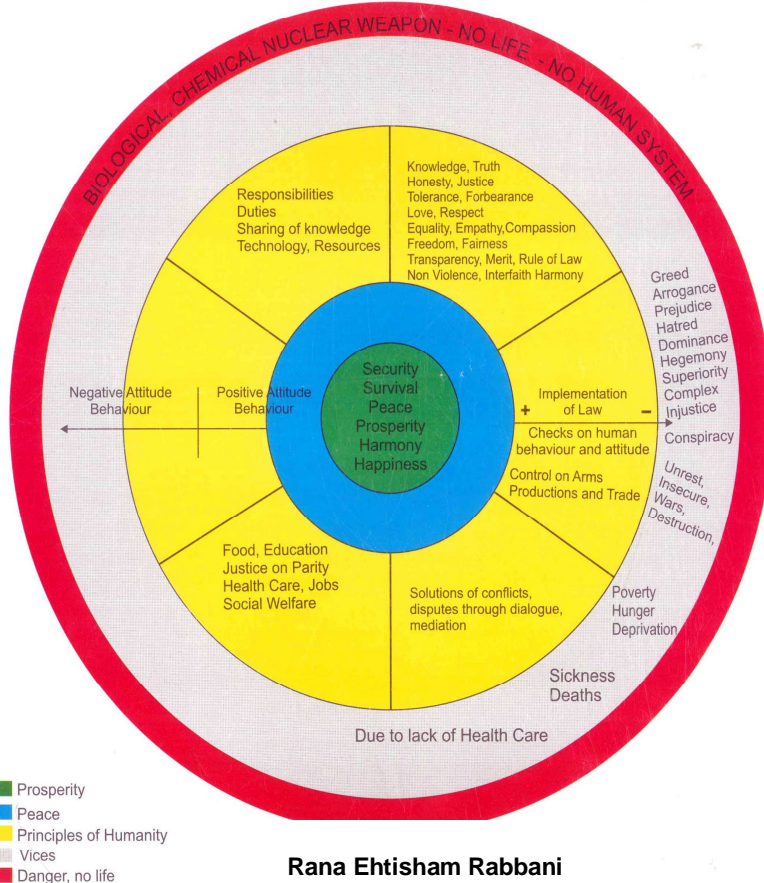 BIOLOGICAL, CHEMICAL NUCLEAR WEAPON - NO LIFE - NO HUMAN SYSTEM
Responsibilities
Duties
Sharing of knowledge
Technology, Resources
Knowledge, Truth
Honesty, Justice
Tolerance, Forbearance
Love, Respect
Equality, Empathy,Compassion
Freedom, Fairness
Transparency, Merit, Rule of Law
Non Violence, Interfaith Harmony
Greed
Arrogance
Prejudice
Hatred
Dominance
Hegemony
Superiority
Complex
Injustice
Conspiracy
Unrest,
Insecure,
Wars,
Destruction,
Negative Attitude
Behaviour
Positive Attitude
Behaviour
Security
Survival
Peace
Prosperity
Harmony
Happiness
Implementation
+ of Law −
Checks on human
behaviour and attitude
Control on Arms
Productions and Trade
Food, Education
Justice on Parity
Health Care, Jobs
Social Welfare
Solutions of conflicts,
disputes through dialogue,
mediation
Poverty
Hunger
Deprivation
Sickness
Deaths
Due to lack of Health Care
Prosperity
Peace
Principles of Humanity
Vices
Danger, no life
Rana Ehtisham Rabbani